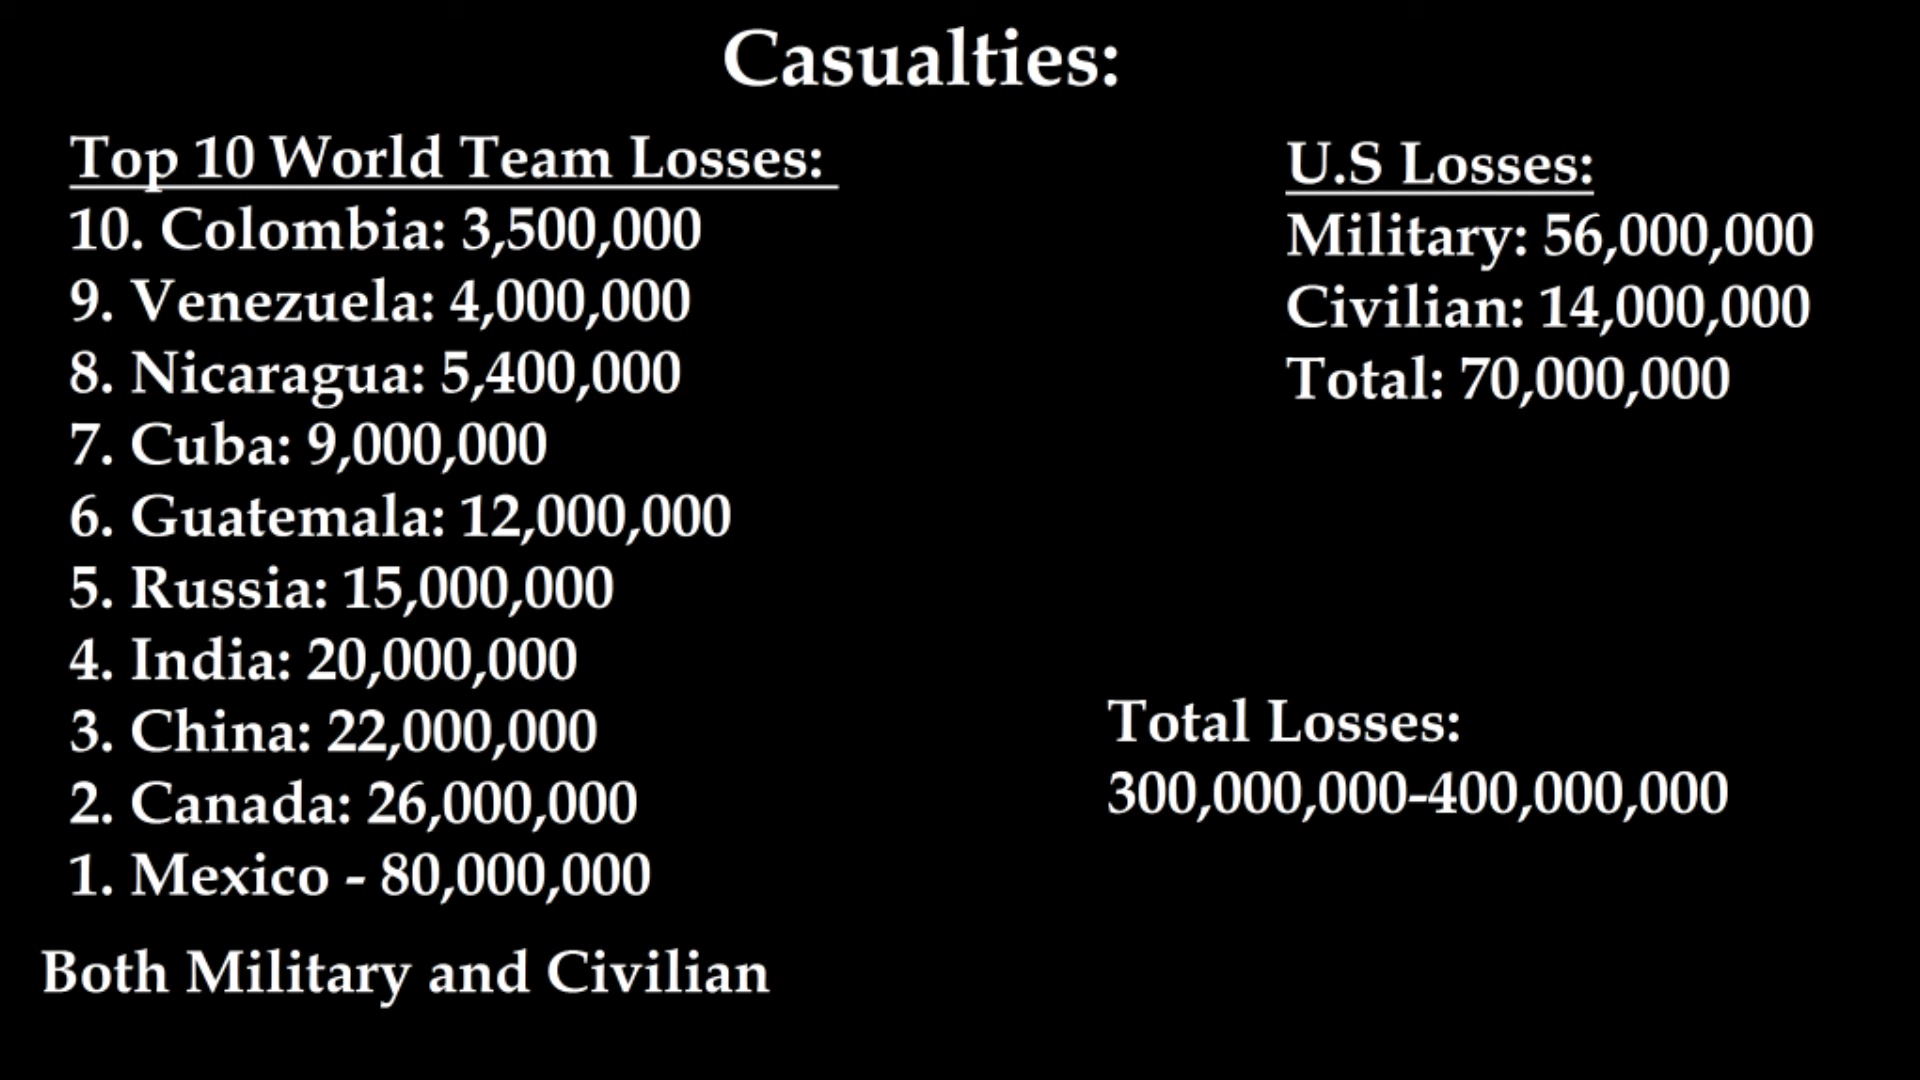 Casualties:
Top 10 World Team Losses:
10. Colombia: 3,500,000
9. Venezuela: 4,000,000
8. Nicaragua: 5,400,000
7. Cuba: 9,000,000
6. Guatemala: 12,000,000
5. Russia: 15,000,000
4. India: 20,000,000
3. China: 22,000,000
2. Canada: 26,000,000
1. Mexico - 80,000,000
Both Military and Civilian
U.S Losses:
Military: 56,000,000
Civilian: 14,000,000
Total: 70,000,000
Total Losses:
300,000,000-400,000,000